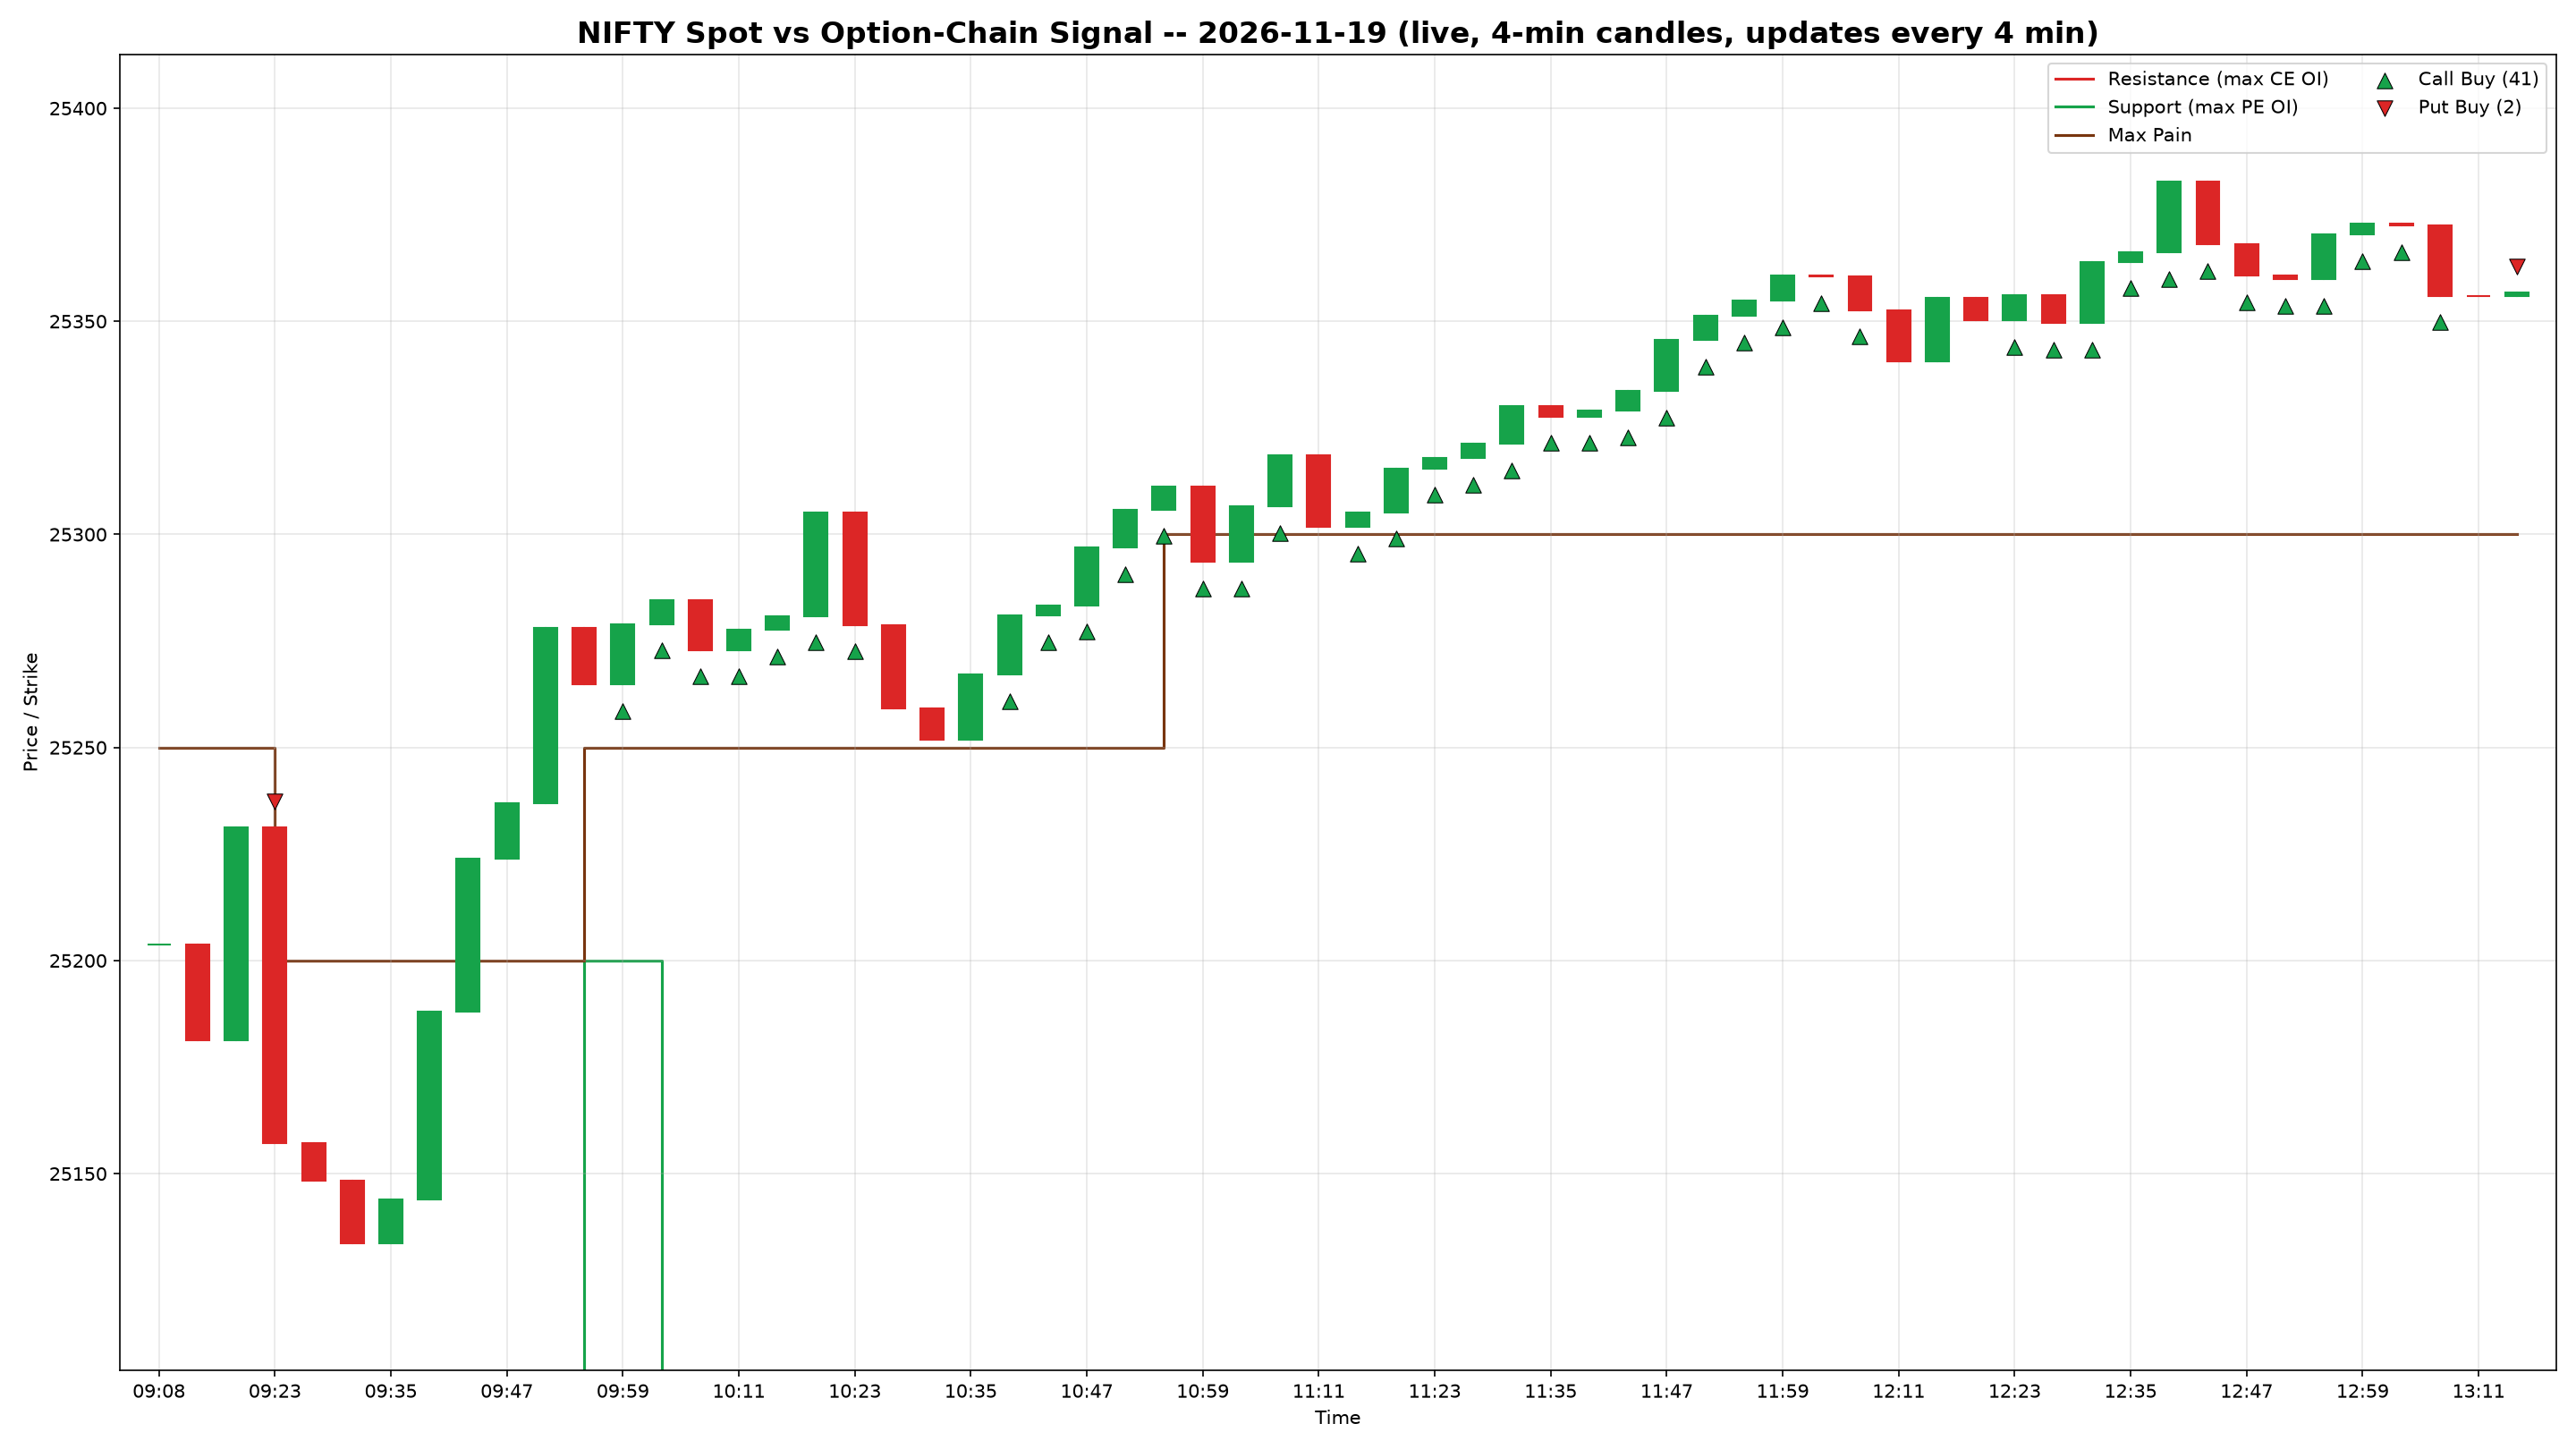 NIFTY Spot vs Option-Chain Signal -- 2026-11-19 (live, 4-min candles, updates every 4 min)
Resistance (max CE OI)
Support (max PE OI)
Max Pain
Call Buy (41)
Put Buy (2)
Price / Strike
25400
25350
25300
25250
25200
25150
09:08 09:23 09:35 09:47 09:59 10:11 10:23 10:35 10:47 10:59 11:11 11:23 11:35 11:47 11:59 12:11 12:23 12:35 12:47 12:59 13:11
Time